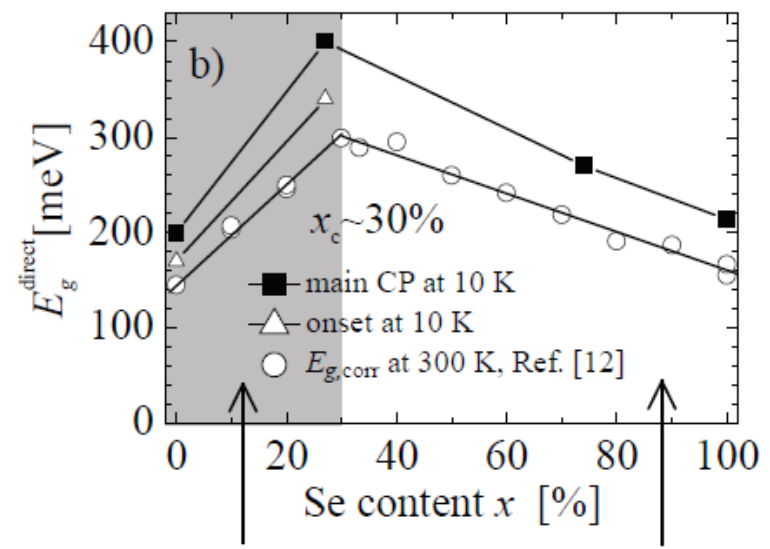 b)
400
300
200
100
0
E_g^direct [meV]
x_c~30%
main CP at 10 K
onset at 10 K
E_g,corr at 300 K, Ref. [12]
0 20 40 60 80 100
Se content x [%]